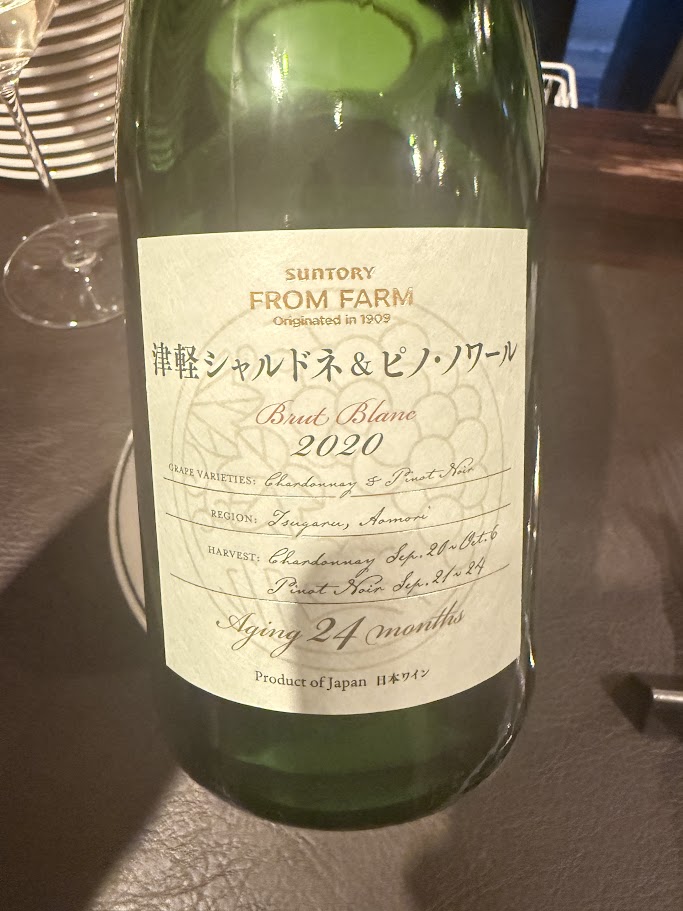 SUNTORY
FROM FARM
Originated in 1909
津軽シャルドネ&ピノ・ノワール
Brut Blanc
2020
GRAPE VARIETIES: Chardonnay & Pinot Noir
REGION: Tsugaru, Aomori
HARVEST: Chardonnay Sep. 20~Oct. 6
Pinot Noir Sep. 21~24
Aging 24 months
Product of Japan 日本ワイン